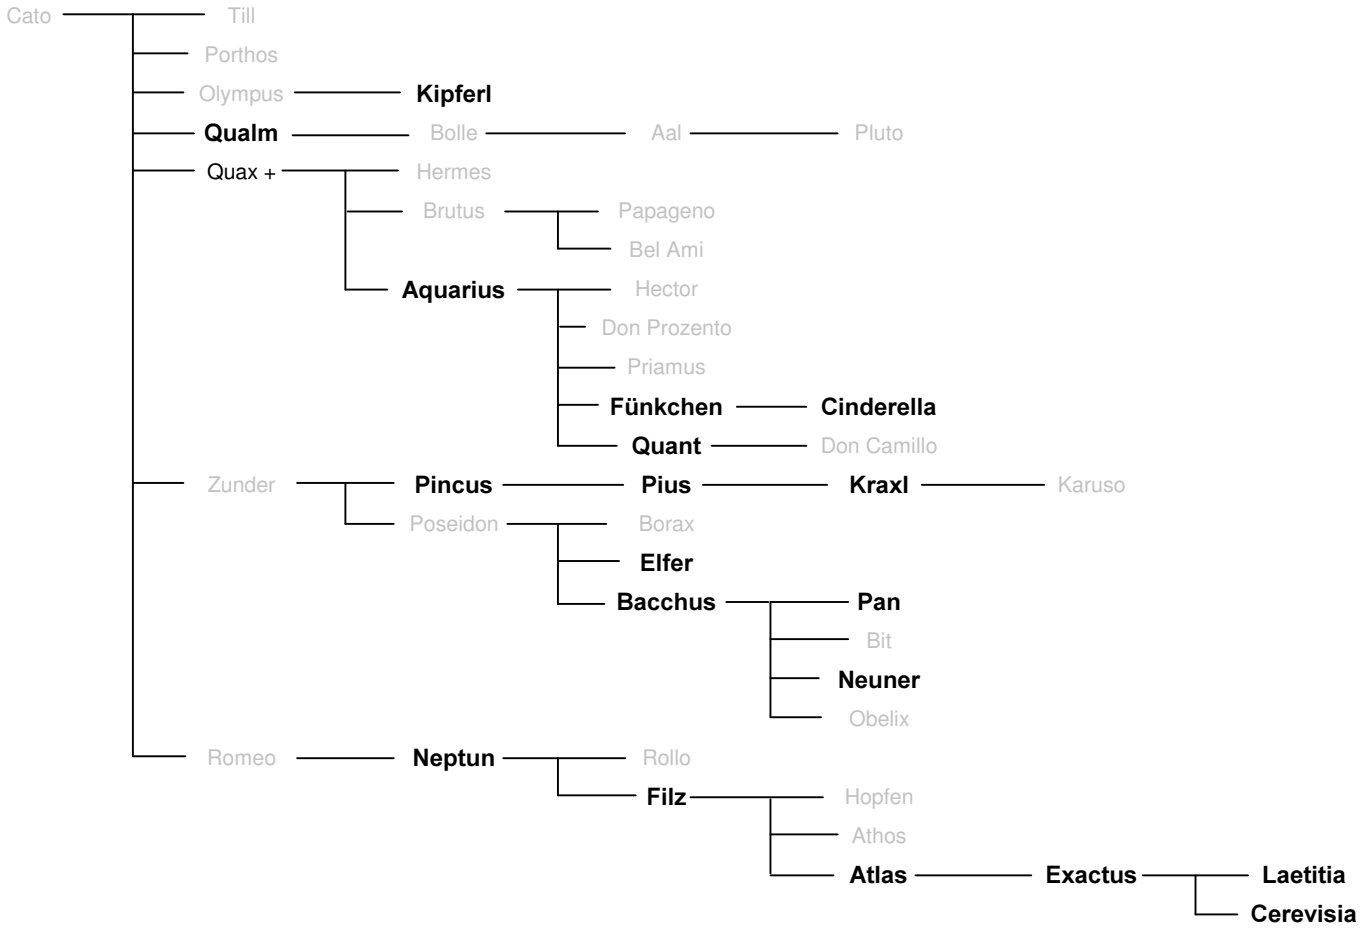 Cato Till
Porthos
Olympus Kipferl
Qualm Bolle Aal Pluto
Quax + Hermes
Brutus Papageno
Bel Ami
Aquarius Hector
Don Prozento
Priamus
Fünkchen Cinderella
Quant Don Camillo
Zunder Pincus Pius Kraxl Karuso
Poseidon Borax
Elfer
Bacchus Pan
Bit
Neuner
Obelix
Romeo Neptun Rollo
Filz Hopfen
Athos
Atlas Exactus Laetitia
Cerevisia